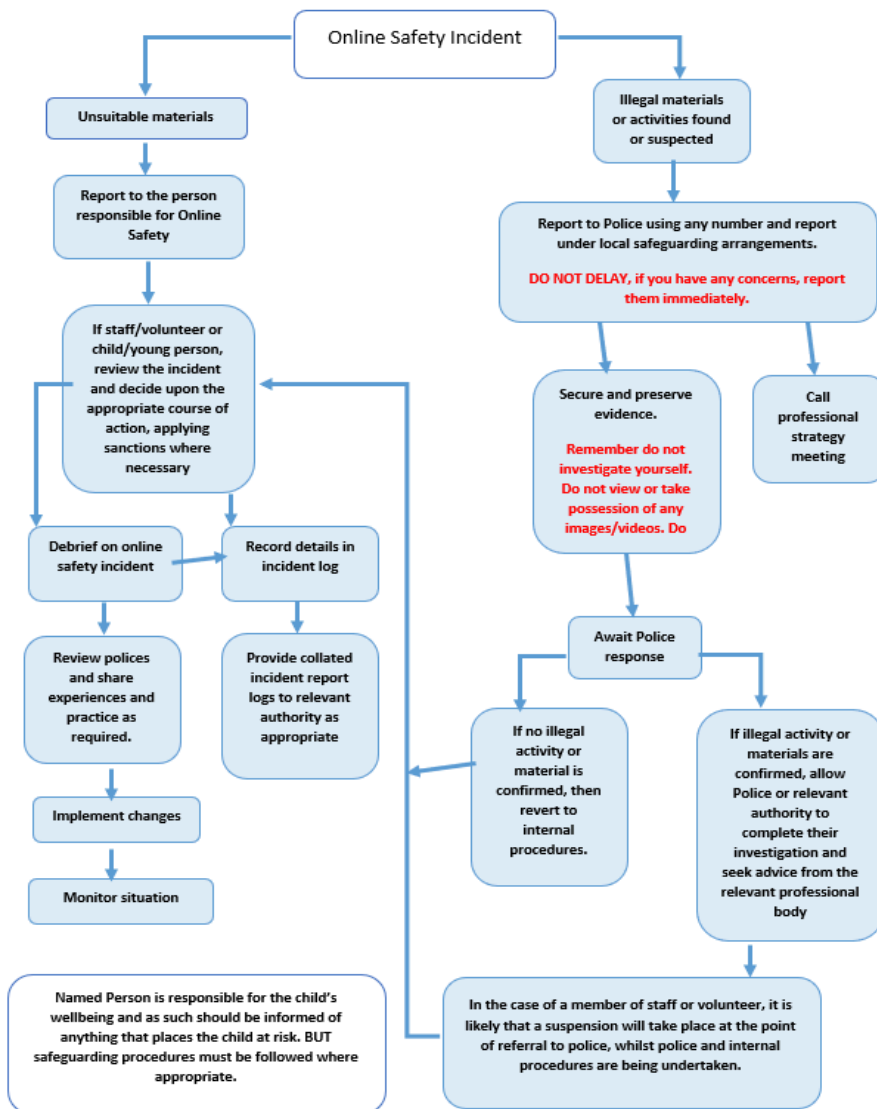 Online Safety Incident
Unsuitable materials
Illegal materials
or activities found
or suspected
Report to the person
responsible for Online
Safety
Report to Police using any number and report
under local safeguarding arrangements.
DO NOT DELAY, if you have any concerns, report
them immediately.
If staff/volunteer or
child/young person,
review the incident
and decide upon the
appropriate course of
action, applying
sanctions where
necessary
Secure and preserve
evidence.
Remember do not
investigate yourself.
Do not view or take
possession of any
images/videos. Do
Call
professional
strategy
meeting
Debrief on online
safety incident
Record details in
incident log
Await Police
response
Review polices
and share
experiences and
practice as
required.
Provide collated
incident report
logs to relevant
authority as
appropriate
If no illegal
activity or
material is
confirmed, then
revert to
internal
procedures.
If illegal activity or
materials are
confirmed, allow
Police or relevant
authority to
complete their
investigation and
seek advice from the
relevant professional
body
Implement changes
Monitor situation
Named Person is responsible for the child’s
wellbeing and as such should be informed of
anything that places the child at risk. BUT
safeguarding procedures must be followed where
appropriate.
In the case of a member of staff or volunteer, it is
likely that a suspension will take place at the point
of referral to police, whilst police and internal
procedures are being undertaken.